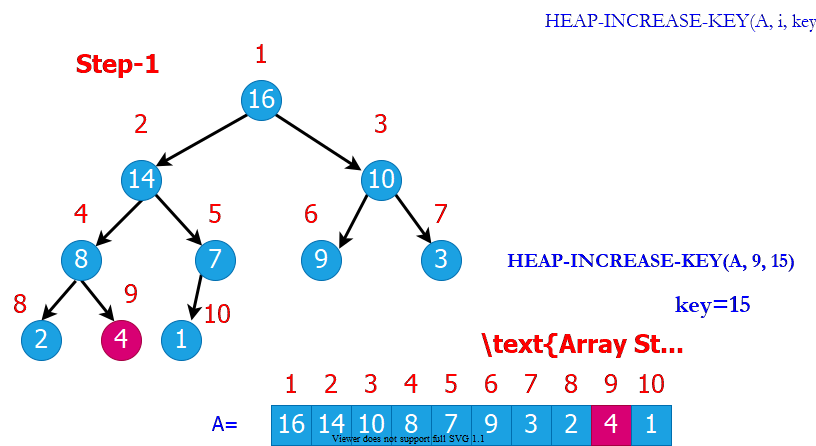 HEAP-INCREASE-KEY(A, i, key
Step-1
1
16
2
3
14
10
4
5
6
7
8
7
9
3
HEAP-INCREASE-KEY(A, 9, 15)
8
9
10
key=15
2
4
1
\text{Array St...
1 2 3 4 5 6 7 8 9 10
A= 16 14 10 8 7 9 3 2 4 1
Viewer does not support full SVG 1.1